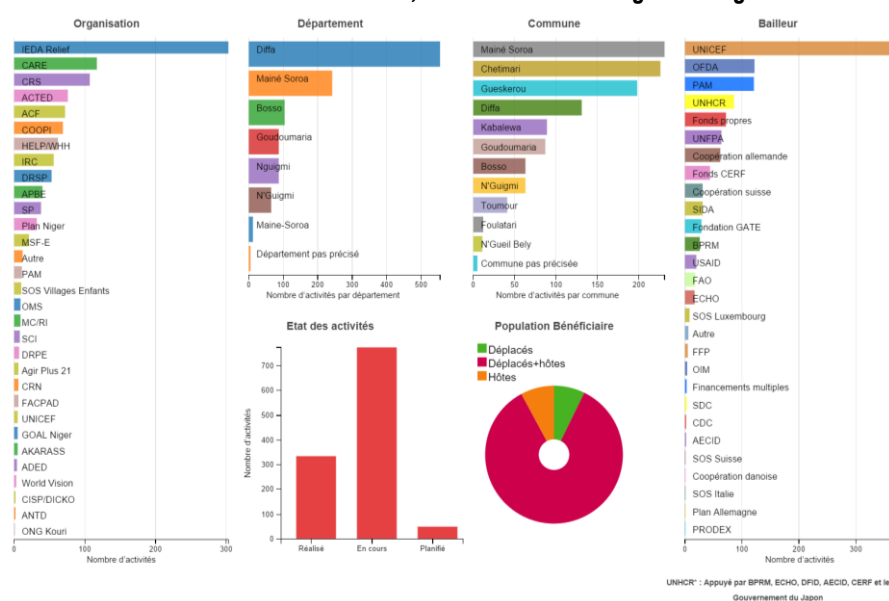 Organisation
IEDA Relief
CARE
CRS
ACTED
ACF
COOPI
HELP/WHH
IRC
DRSP
APBE
SP
Plan Niger
MSF-E
Autre
PAM
SOS Villages Enfants
OMS
MC/RI
SCI
DRPE
Agir Plus 21
CRN
FACPAD
UNICEF
GOAL Niger
AKARASS
ADED
World Vision
CISP/DICKO
ANTD
ONG Kouri
0 100 200 300
Nombre d'activités
Département
Diffa
Mainé Soroa
Bosso
Goudoumaria
Nguigmi
N'Guigmi
Maine-Soroa
Département pas précisé
0 100 200 300 400 500
Nombre d'activités par département
Commune
Mainé Soroa
Chetimari
Gueskerou
Diffa
Kabalewa
Goudoumaria
Bosso
N'Guigmi
Toumour
Foulatari
N'Gueil Bely
Commune pas précisée
0 50 100 150 200
Nombre d'activités par commune
Etat des activités
Nombre d'activités
700
600
500
400
300
200
100
0
Réalisé En cours Planifié
Population Bénéficiaire
Déplacés
Déplacés+hôtes
Hôtes
Bailleur
UNICEF
OFDA
PAM
UNHCR
Fonds propres
UNFPA
Coopération allemande
Fonds CERF
Coopération suisse
SIDA
Fondation GATE
BPRM
USAID
FAO
ECHO
SOS Luxembourg
Autre
FFP
OIM
Financements multiples
SDC
CDC
AECID
SOS Suisse
Coopération danoise
SOS Italie
Plan Allemagne
PRODEX
0 100 200 300
Nombre d'activités
UNHCR* : Appuyé par BPRM, ECHO, DFID, AECID, CERF et le
Gouvernement du Japon